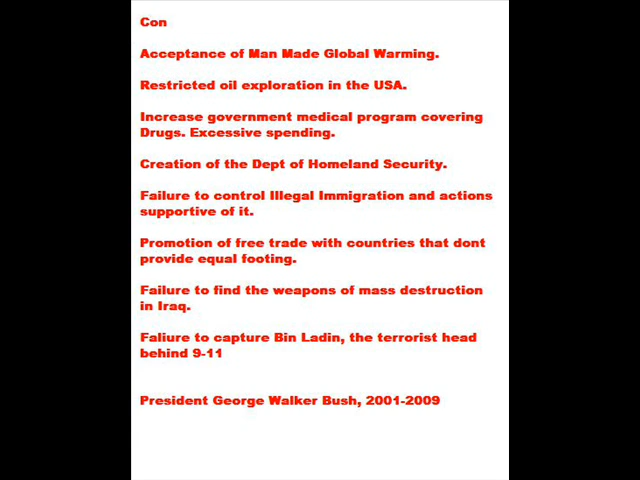 Con
Acceptance of Man Made Global Warming.
Restricted oil exploration in the USA.
Increase government medical program covering
Drugs. Excessive spending.
Creation of the Dept of Homeland Security.
Failure to control Illegal Immigration and actions
supportive of it.
Promotion of free trade with countries that dont
provide equal footing.
Failure to find the weapons of mass destruction
in Iraq.
Faliure to capture Bin Ladin, the terrorist head
behind 9-11
President George Walker Bush, 2001-2009